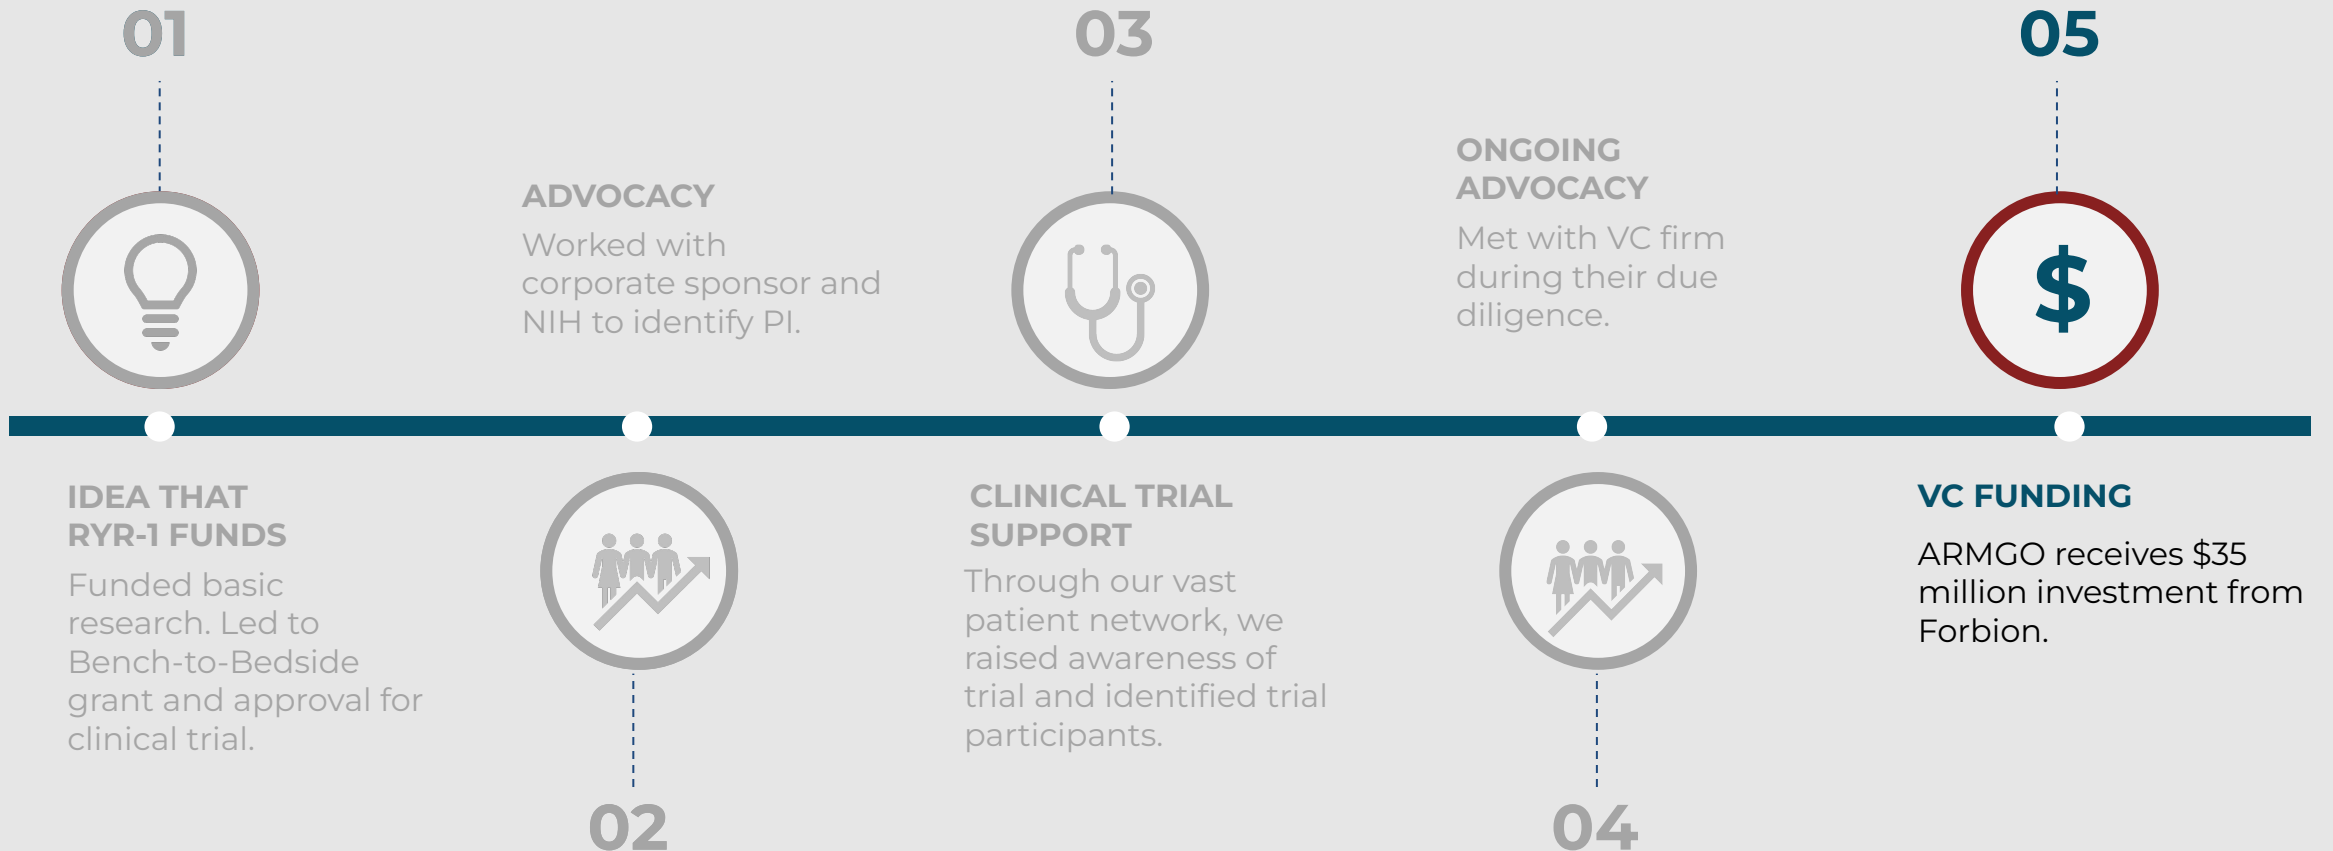 01
IDEA THAT
RYR-1 FUNDS
Funded basic
research. Led to
Bench-to-Bedside
grant and approval for
clinical trial.
ADVOCACY
Worked with
corporate sponsor and
NIH to identify PI.
02
03
CLINICAL TRIAL
SUPPORT
Through our vast
patient network, we
raised awareness of
trial and identified trial
participants.
ONGOING
ADVOCACY
Met with VC firm
during their due
diligence.
04
05
$
VC FUNDING
ARMGO receives $35
million investment from
Forbion.